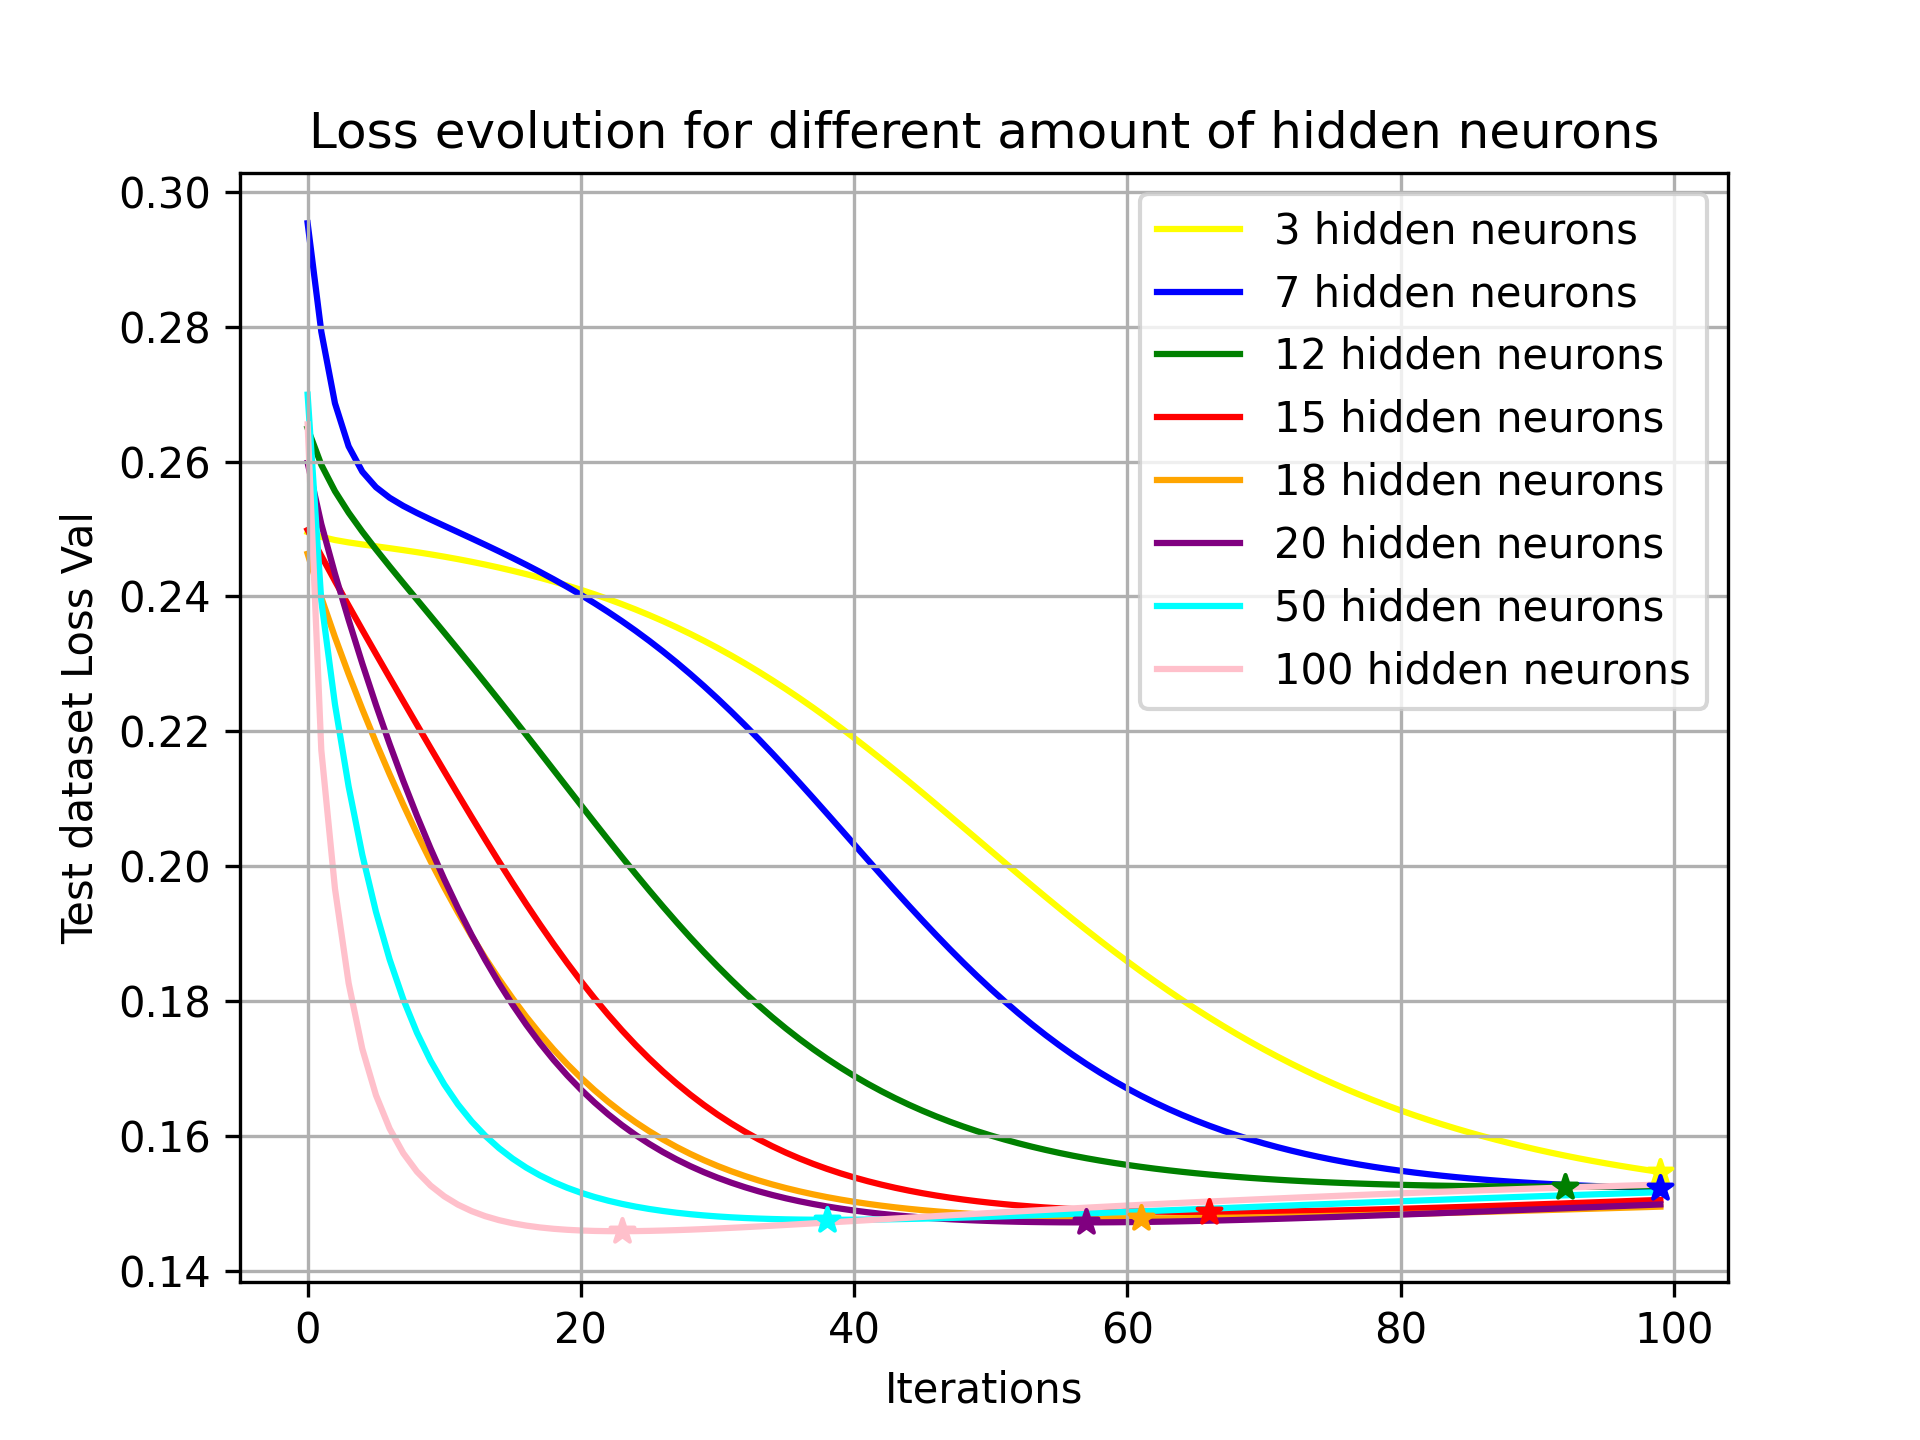 Loss evolution for different amount of hidden neurons
0.30
0.28
0.26
0.24
0.22
0.20
0.18
0.16
0.14
Test dataset Loss Val
3 hidden neurons
7 hidden neurons
12 hidden neurons
15 hidden neurons
18 hidden neurons
20 hidden neurons
50 hidden neurons
100 hidden neurons
0 20 40 60 80 100
Iterations